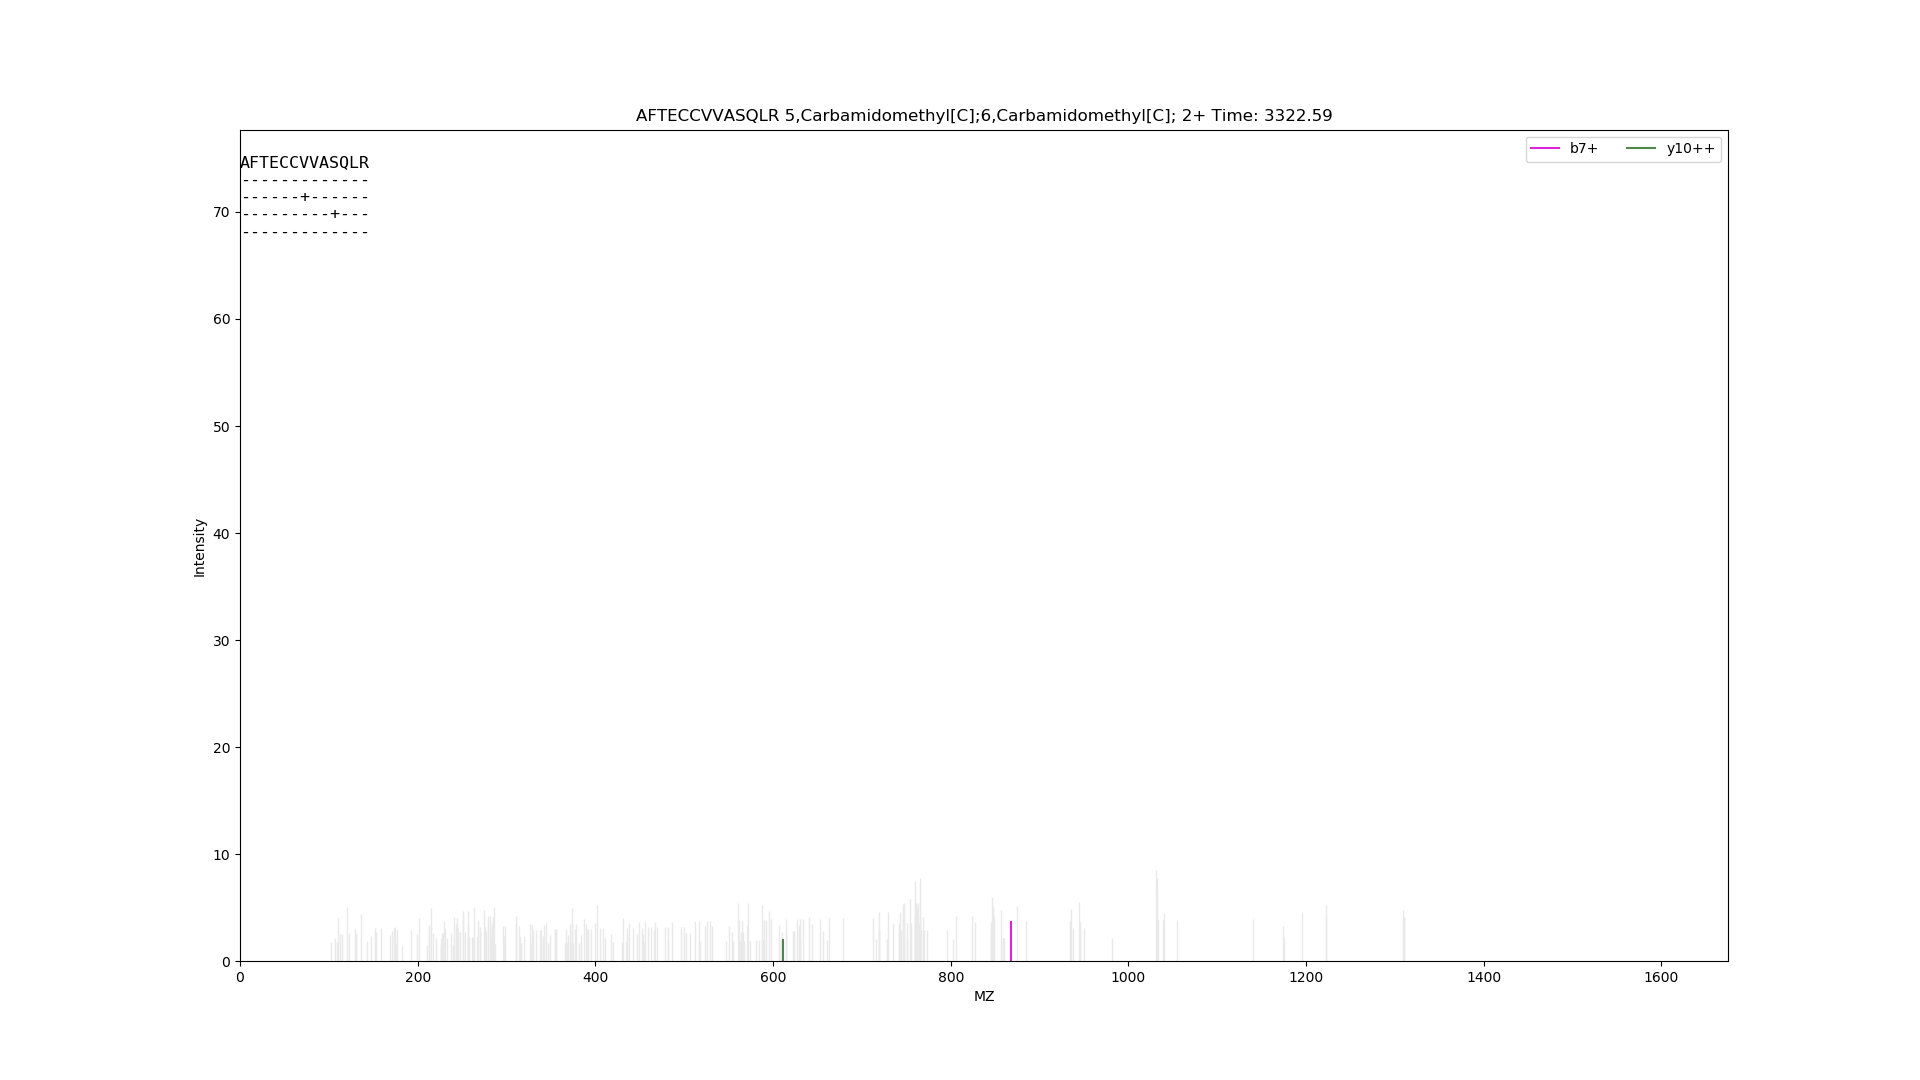 AFTECCVVASQLR 5,Carbamidomethyl[C];6,Carbamidomethyl[C]; 2+ Time: 3322.59
b7+ y10++
AFTECCVVASQLR
-------------
------+------
---------+---
-------------
70
60
50
40
30
20
10
0
Intensity
0 200 400 600 800 1000 1200 1400 1600
MZ